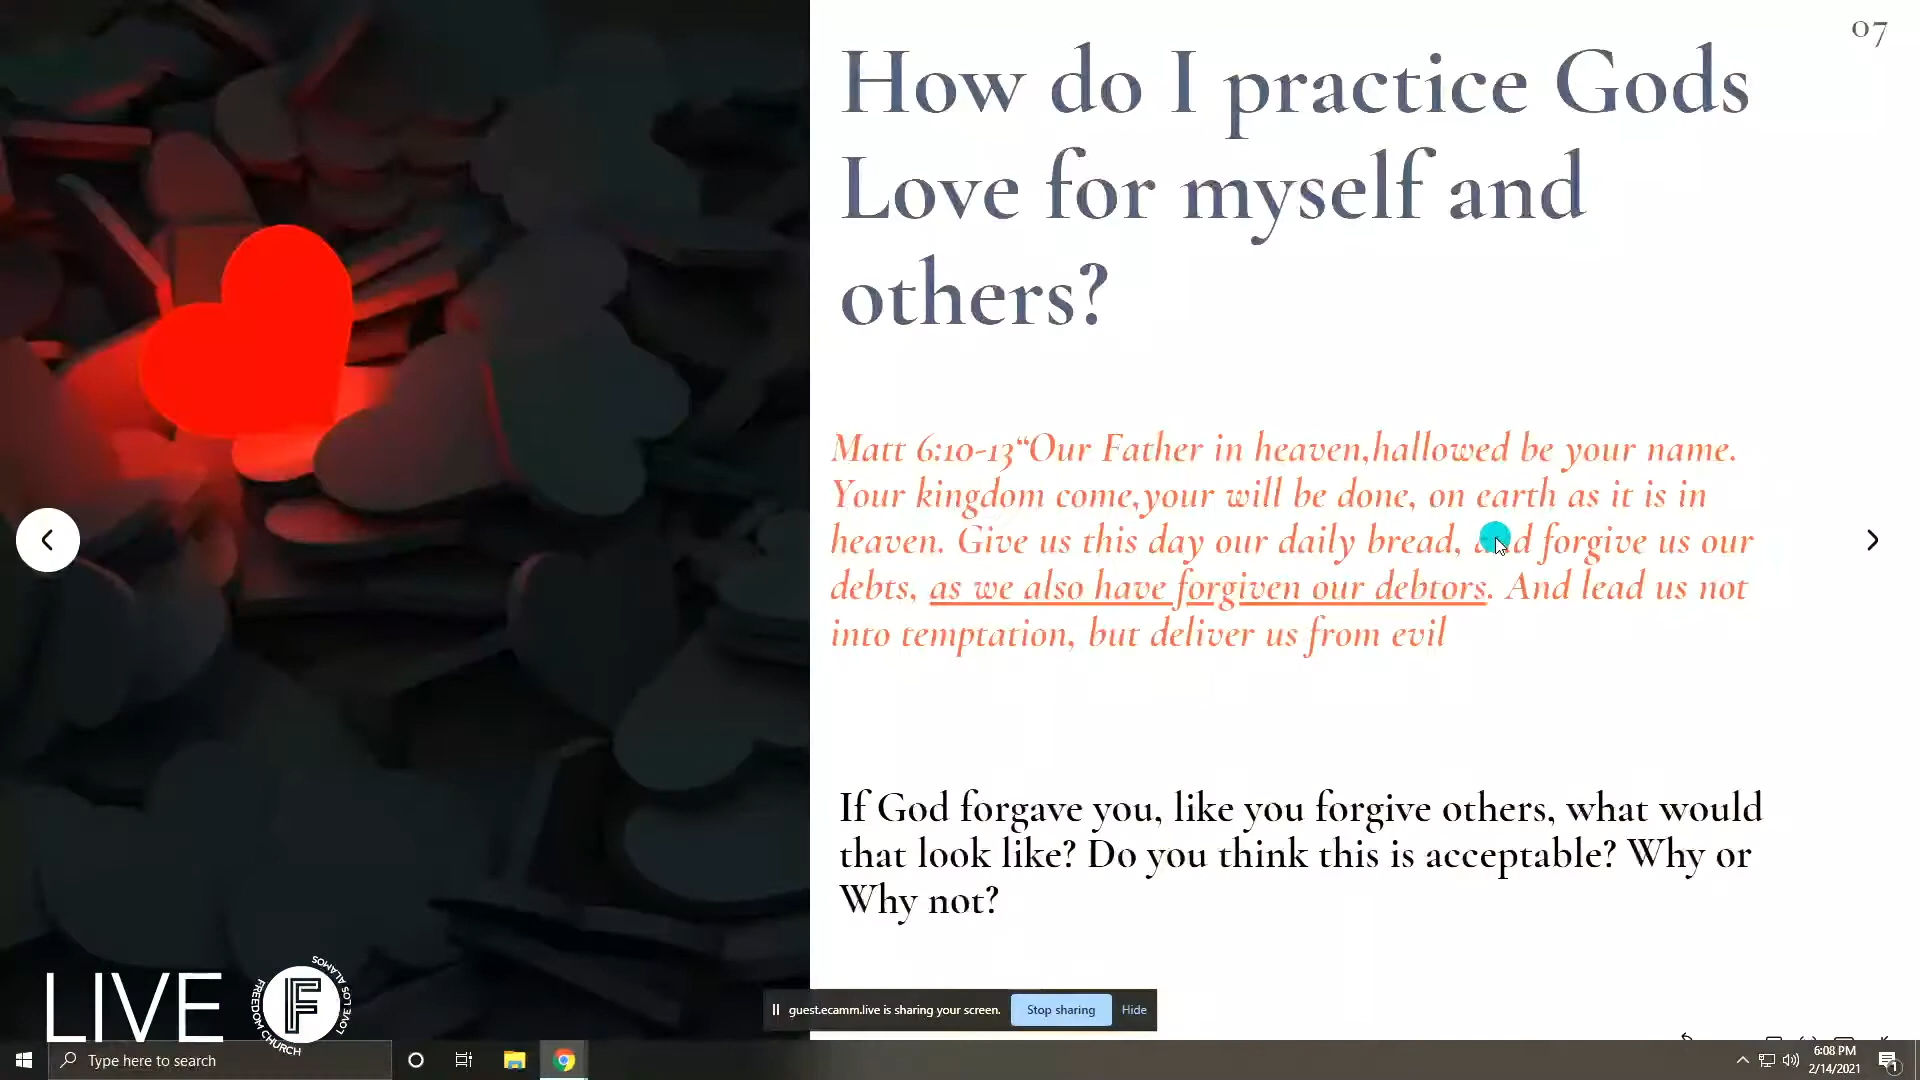 07
How do I practice Gods
Love for myself and
others?
Matt 6:10-13“Our Father in heaven,hallowed be your name.
Your kingdom come,your will be done, on earth as it is in
heaven. Give us this day our daily bread, and forgive us our
debts, as we also have forgiven our debtors. And lead us not
into temptation, but deliver us from evil
If God forgave you, like you forgive others, what would
that look like? Do you think this is acceptable? Why or
Why not?
LIVE
FREEDOM CHURCH
LOVE LOS ALAMOS
F
guest.ecamm.live is sharing your screen.
Stop sharing
Hide
Type here to search
6:08 PM
2/14/2021
1